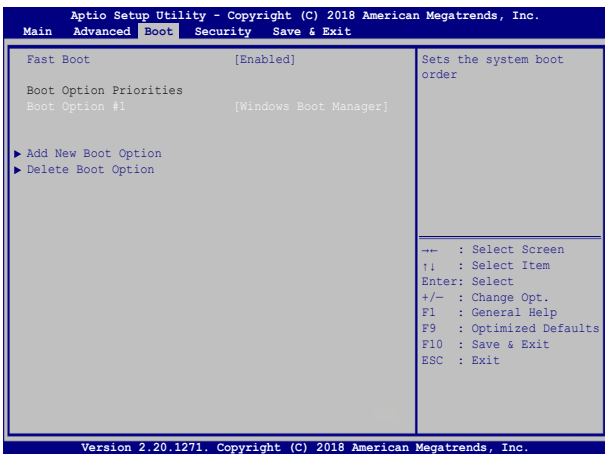 Aptio Setup Utility - Copyright (C) 2018 American Megatrends, Inc.
Main Advanced Boot Security Save & Exit
Fast Boot [Enabled]
Boot Option Priorities
Boot Option #1 [Windows Boot Manager]
▶ Add New Boot Option
▶ Delete Boot Option
Sets the system boot
order
→← : Select Screen
↑↓ : Select Item
Enter: Select
+/— : Change Opt.
F1 : General Help
F9 : Optimized Defaults
F10 : Save & Exit
ESC : Exit
Version 2.20.1271. Copyright (C) 2018 American Megatrends, Inc.